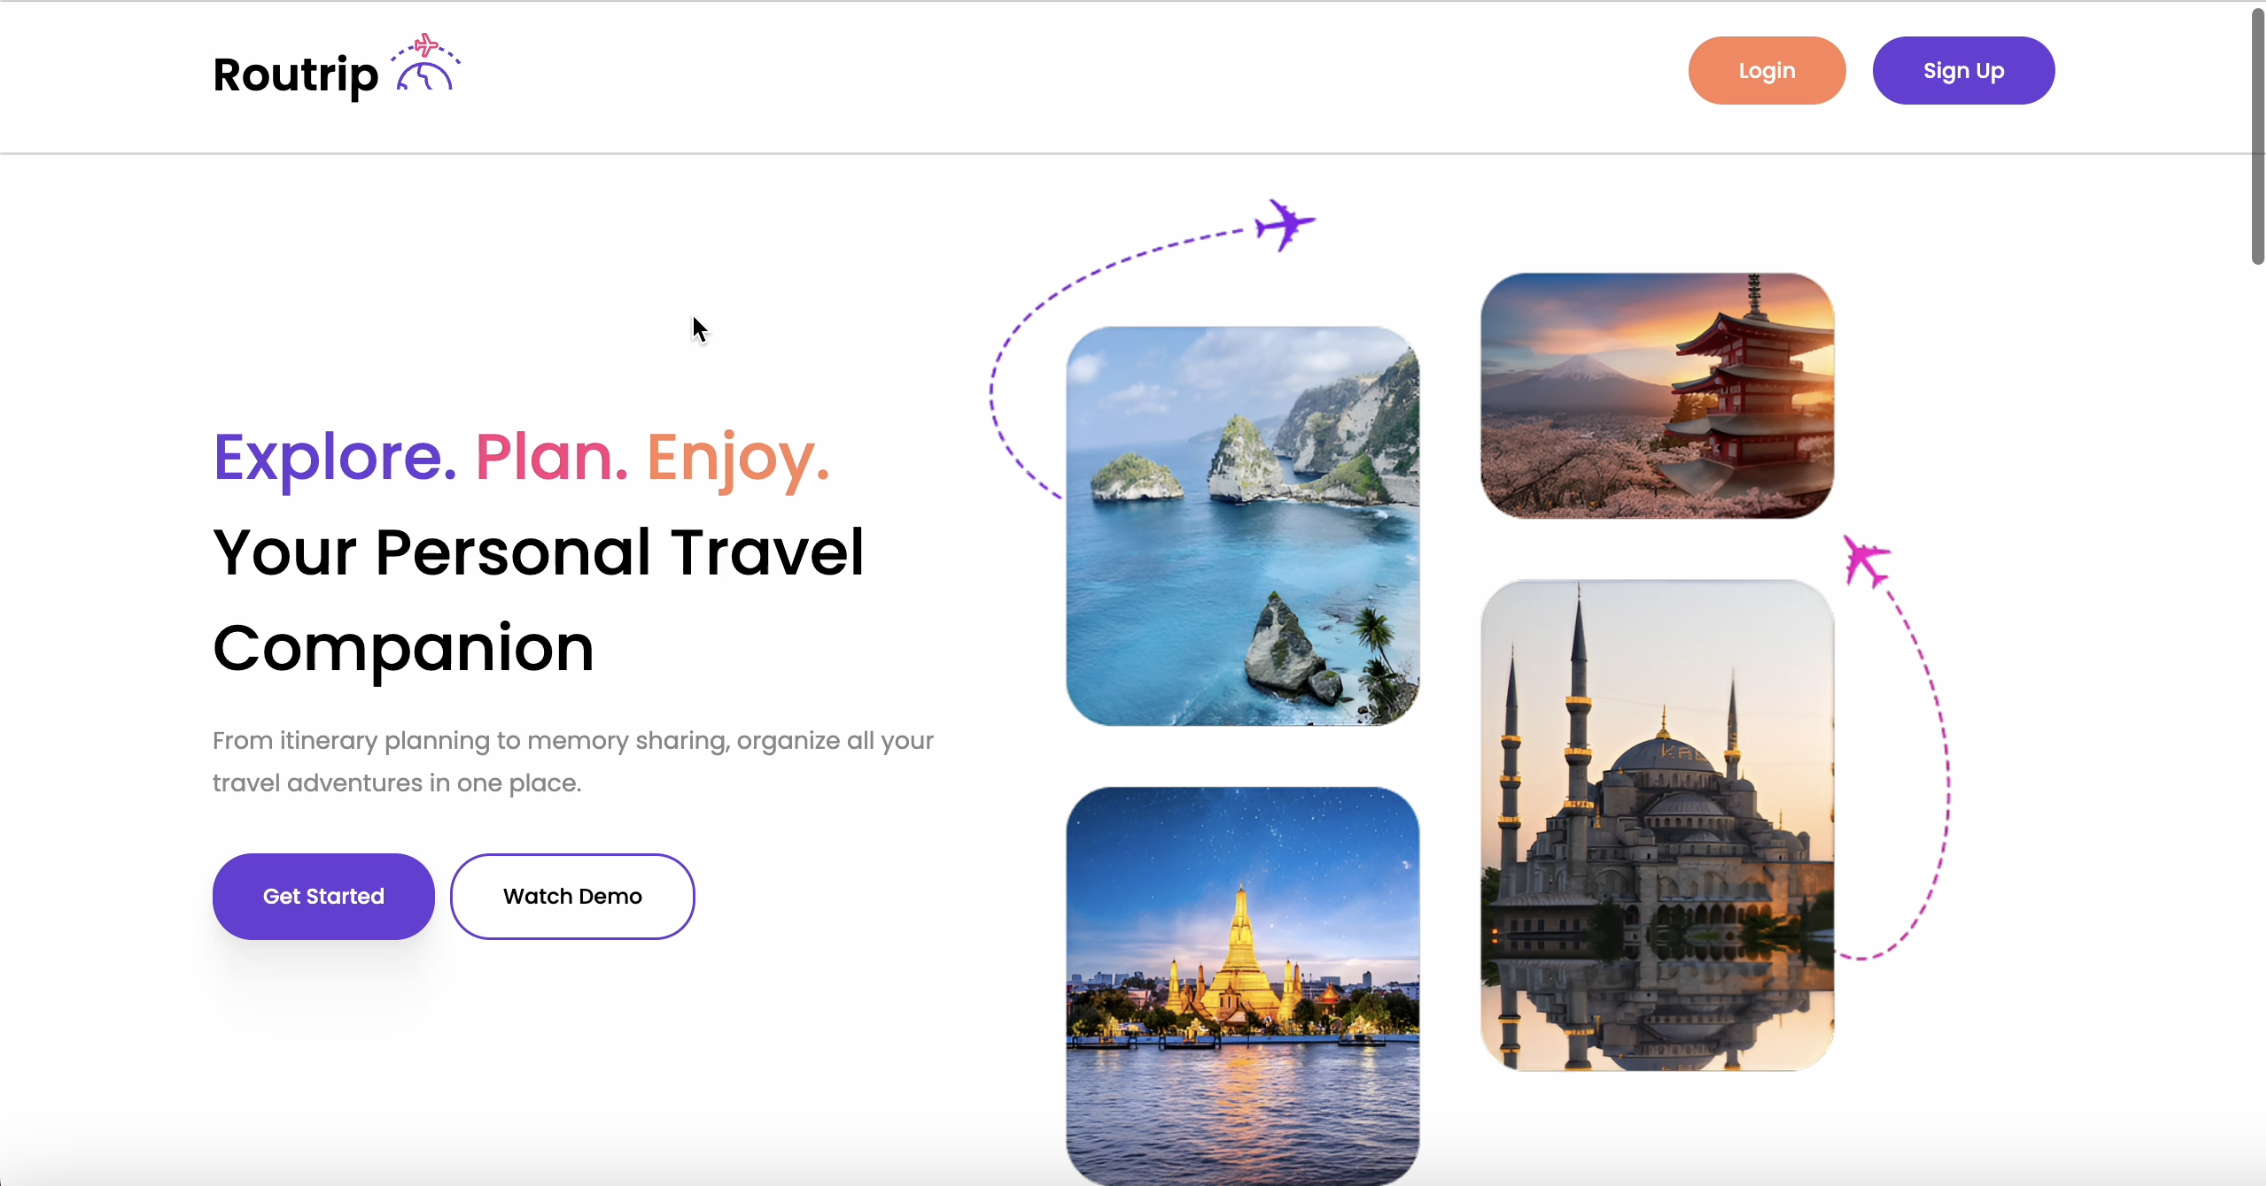 Routrip
Login
Sign Up
Explore. Plan. Enjoy.
Your Personal Travel
Companion
From itinerary planning to memory sharing, organize all your
travel adventures in one place.
Get Started
Watch Demo